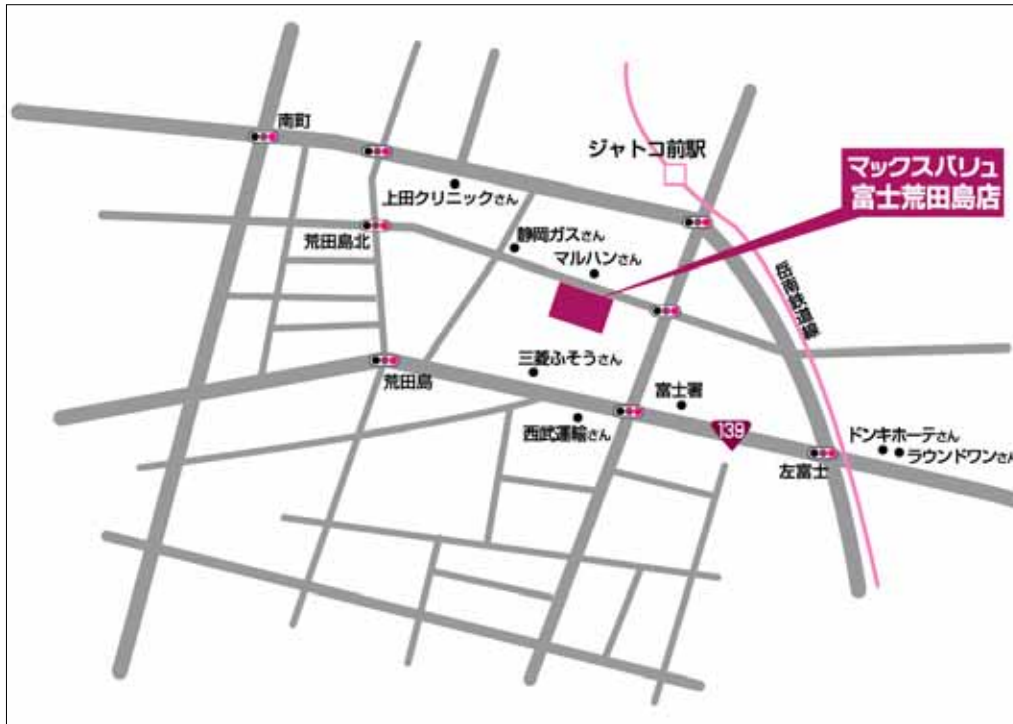 南町
ジャトコ前駅
マックスバリュ
富士荒田島店
上田クリニックさん
荒田島北
静岡ガスさん
マルハンさん
岳南鉄道線
三菱ふそうさん
荒田島
富士署
西武運輸さん
139
ドンキホーテさん
左富士
ラウンドワンさん